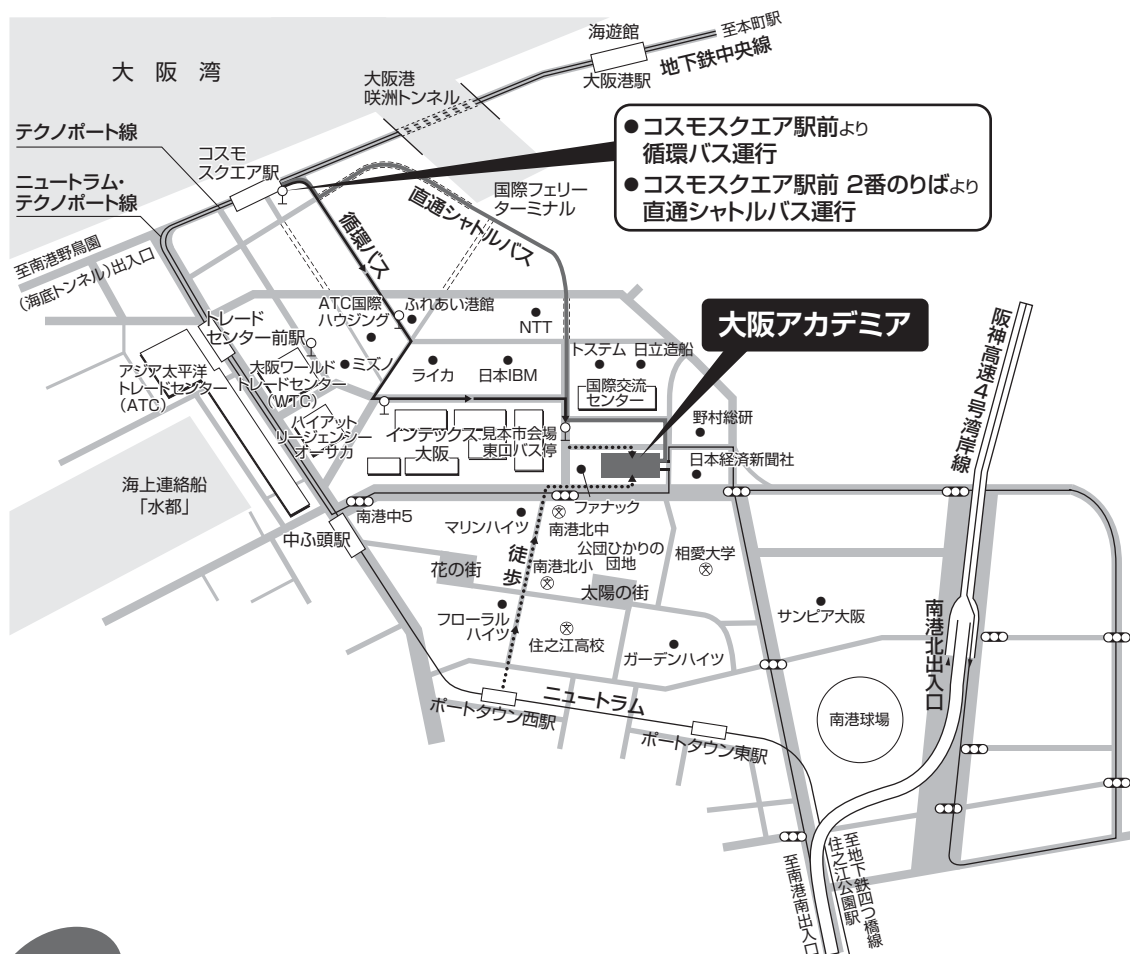 大阪湾
海遊館
至本町駅
地下鉄中央線
大阪港駅
大阪港
咲洲トンネル
テクノポート線
コスモ
スクエア駅
ニュートラム・
テクノポート線
● コスモスクエア駅前より
循環バス運行
● コスモスクエア駅前 2番のりばより
直通シャトルバス運行
国際フェリー
ターミナル
循環バス
直通シャトルバス
至南港野鳥園
(海底トンネル)出入口
トレード
センター前駅
ATC国際
ハウジング
ふれあい港館
NTT
大阪アカデミア
阪神高速4号湾岸線
アジア太平洋
トレードセンター
(ATC)
大阪ワールド
トレードセンター
(WTC)
ミズノ
ライカ
日本IBM
トステム
日立造船
国際交流
センター
ハイアット
リージェンシー
オーサカ
インテックス
大阪
見本市会場
東口バス停
野村総研
日本経済新聞社
海上連絡船
「水都」
南港中5
ファナック
中ふ頭駅
マリンハイツ
南港北中
公団ひかりの
団地
相愛大学
花の街
徒歩
南港北小
太陽の街
フローラル
ハイツ
住之江高校
ガーデンハイツ
サンピア大阪
南港北出入口
ニュートラム
ポートタウン西駅
ポートタウン東駅
南港球場
至地下鉄四つ橋線
住之江公園駅
至南港南出入口